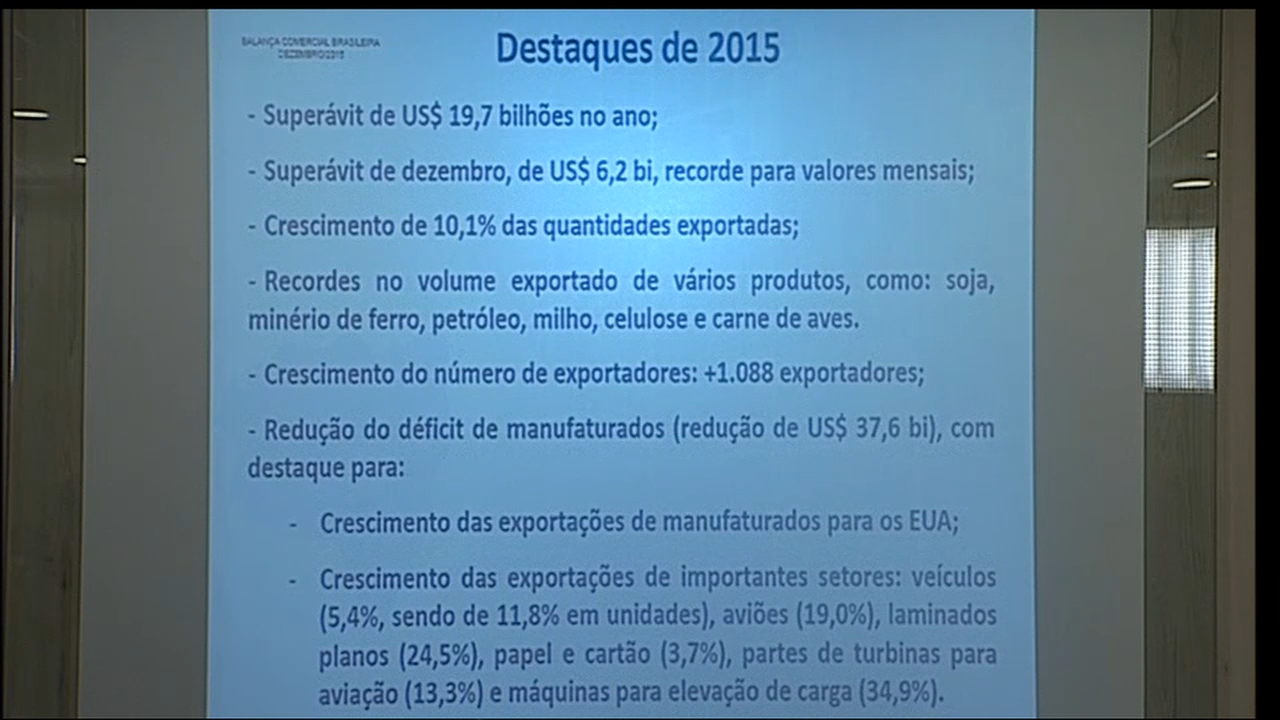 BALANÇA COMERCIAL BRASILEIRA
DEZEMBRO/2015
Destaques de 2015
- Superávit de US$ 19,7 bilhões no ano;
- Superávit de dezembro, de US$ 6,2 bi, recorde para valores mensais;
- Crescimento de 10,1% das quantidades exportadas;
- Recordes no volume exportado de vários produtos, como: soja,
minério de ferro, petróleo, milho, celulose e carne de aves.
- Crescimento do número de exportadores: +1.088 exportadores;
- Redução do déficit de manufaturados (redução de US$ 37,6 bi), com
destaque para:
- Crescimento das exportações de manufaturados para os EUA;
- Crescimento das exportações de importantes setores: veículos
(5,4%, sendo de 11,8% em unidades), aviões (19,0%), laminados
planos (24,5%), papel e cartão (3,7%), partes de turbinas para
aviação (13,3%) e máquinas para elevação de carga (34,9%).